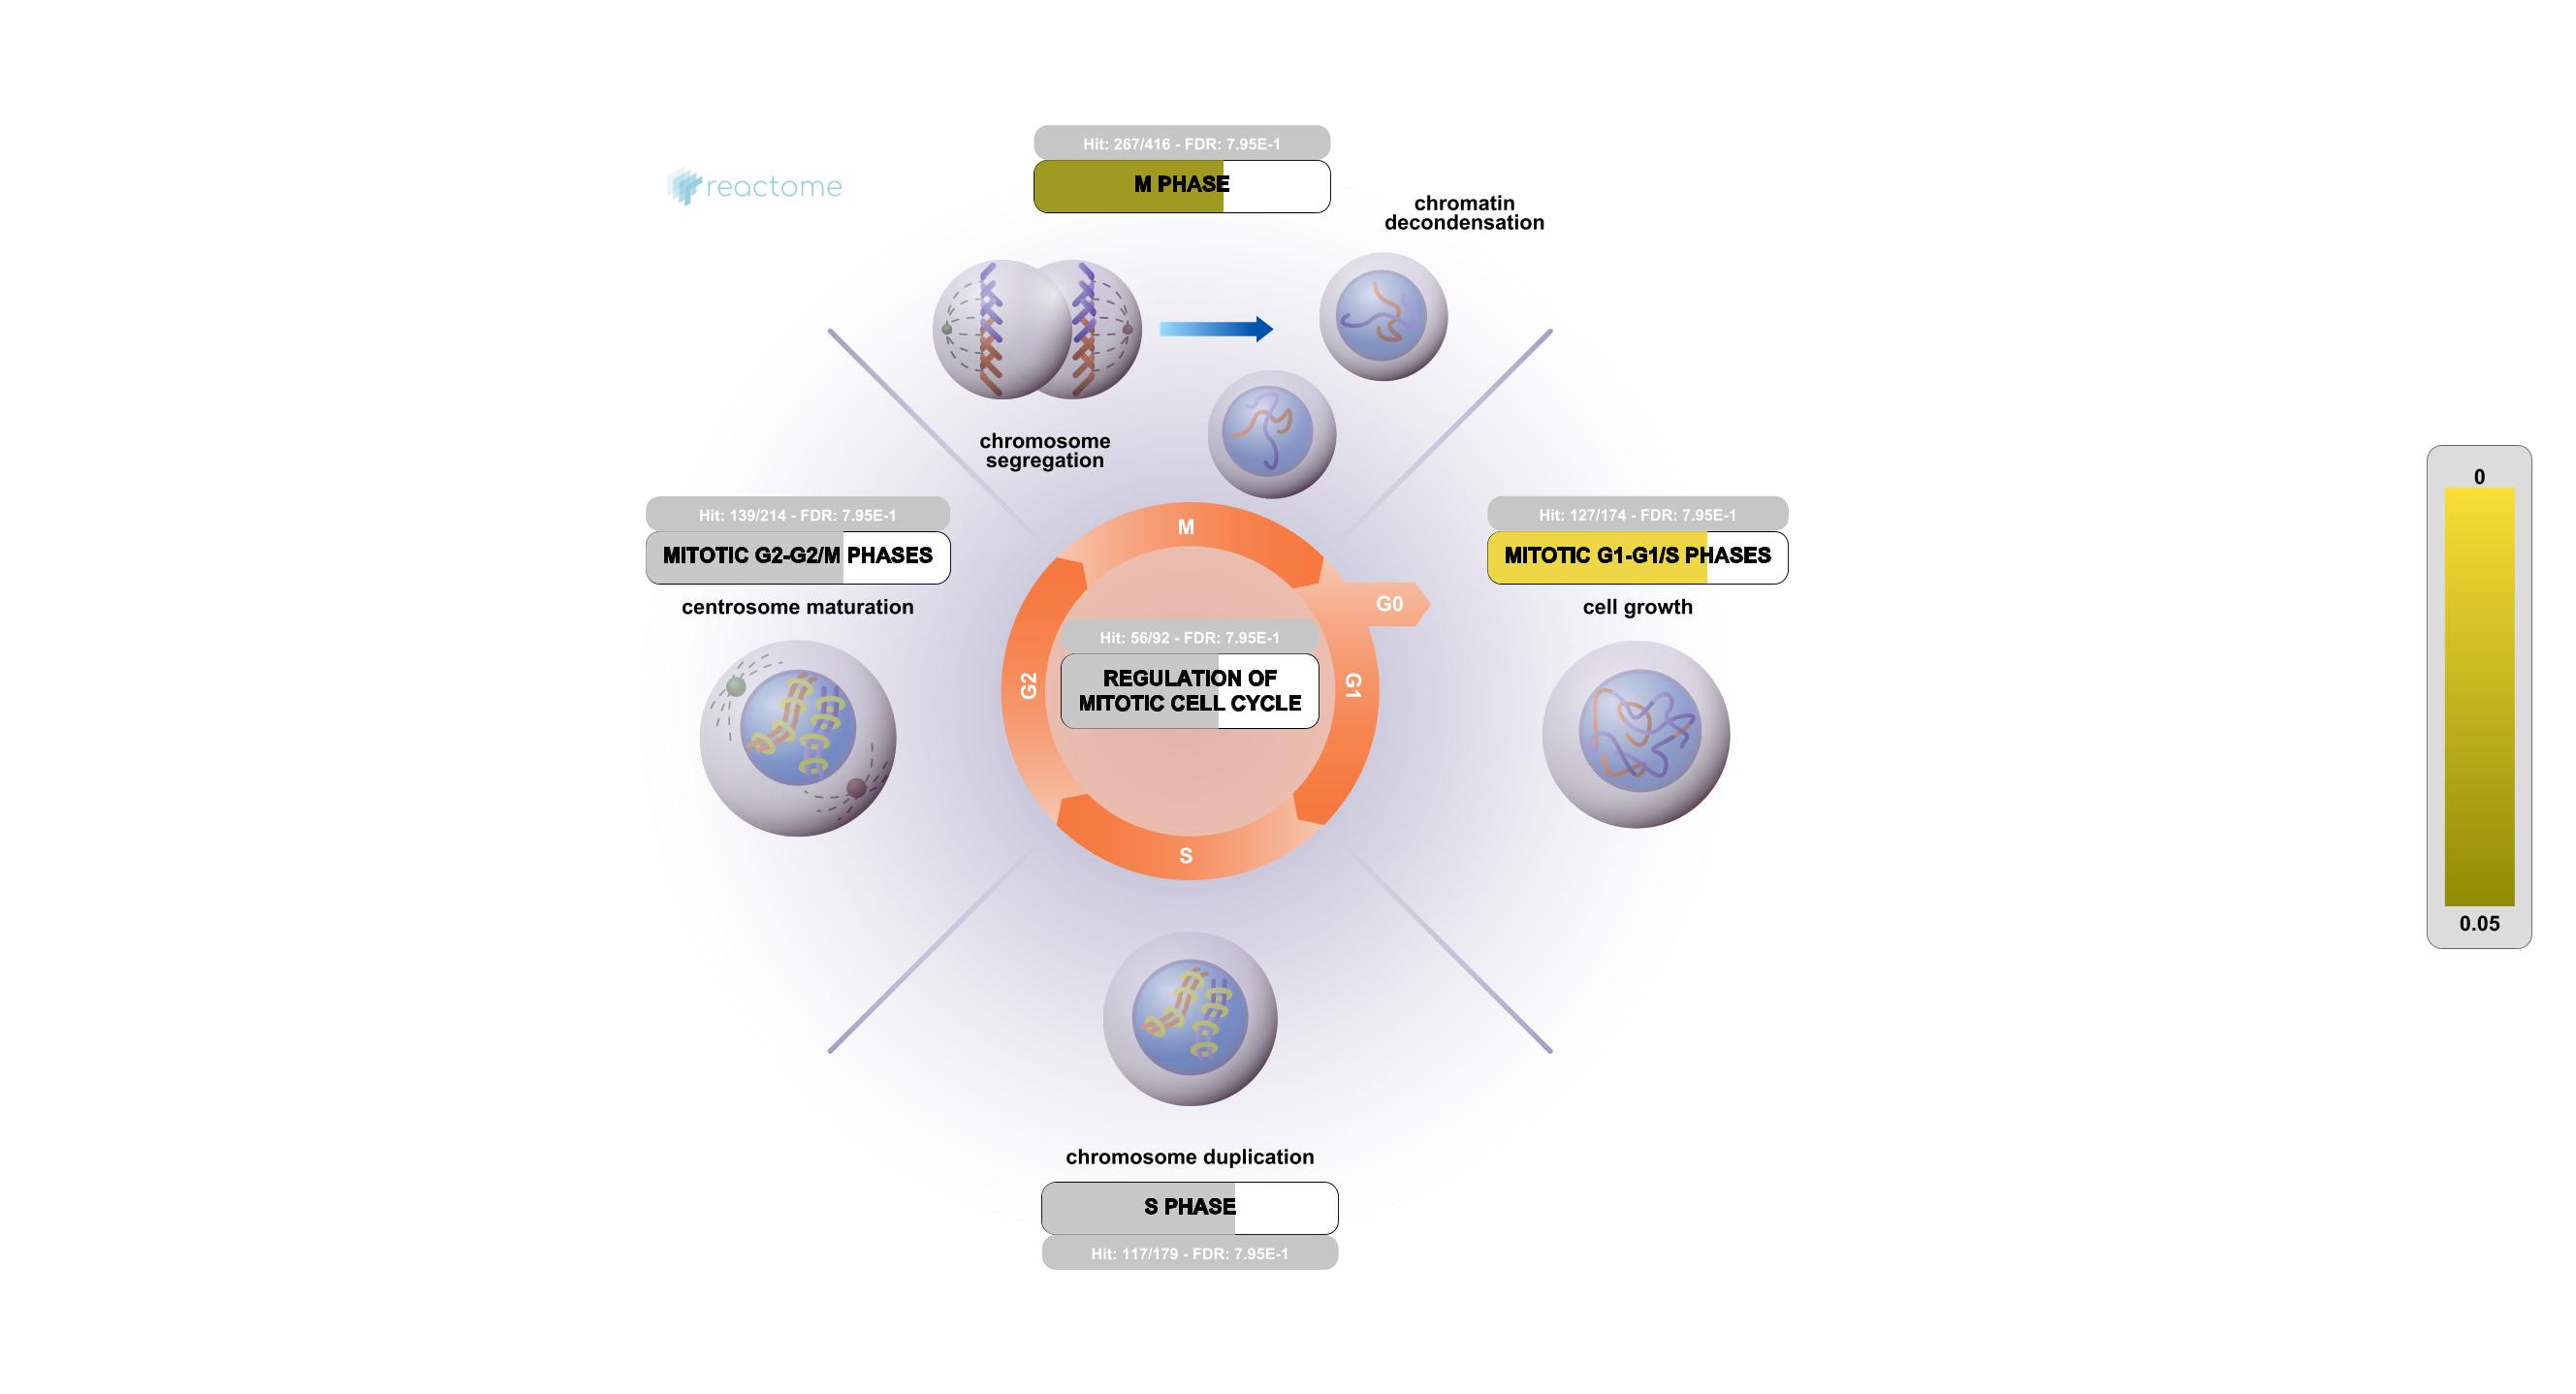 Hit: 267/416 - FDR: 7.95E-1
M PHASE
reactome
chromatin
decondensation
chromosome
segregation
Hit: 139/214 - FDR: 7.95E-1
MITOTIC G2-G2/M PHASES
centrosome maturation
Hit: 127/174 - FDR: 7.95E-1
MITOTIC G1-G1/S PHASES
cell growth
M
G0
G2
G1
S
Hit: 56/92 - FDR: 7.95E-1
REGULATION OF
MITOTIC CELL CYCLE
chromosome duplication
S PHASE
Hit: 117/179 - FDR: 7.95E-1
0
0.05